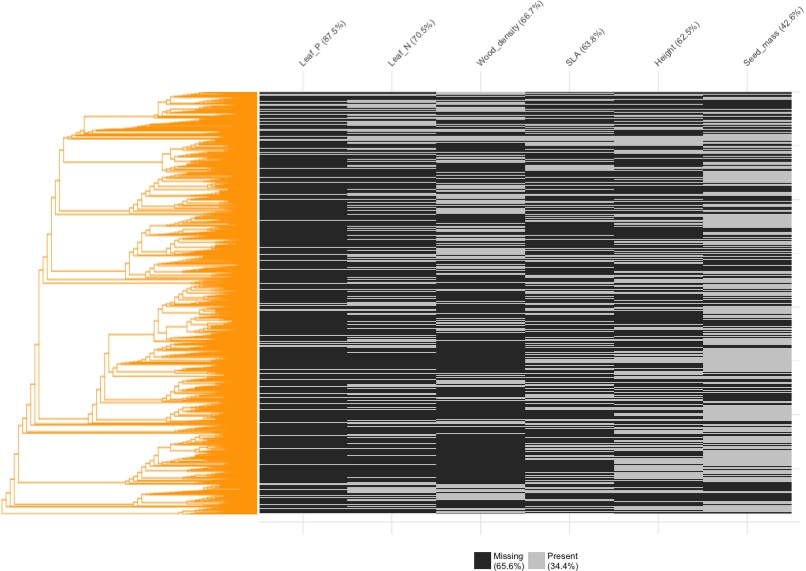 Leaf_P (87.5%)
Leaf_N (70.5%)
Wood_density (66.7%)
SLA (63.8%)
Height (62.5%)
Seed_mass (42.6%)
Missing
(65.6%)
Present
(34.4%)